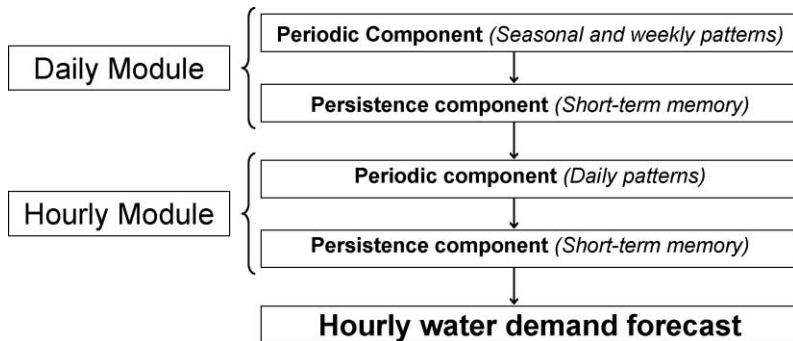 Periodic Component (Seasonal and weekly patterns)
Daily Module
Persistence component (Short-term memory)
Periodic component (Daily patterns)
Hourly Module
Persistence component (Short-term memory)
Hourly water demand forecast